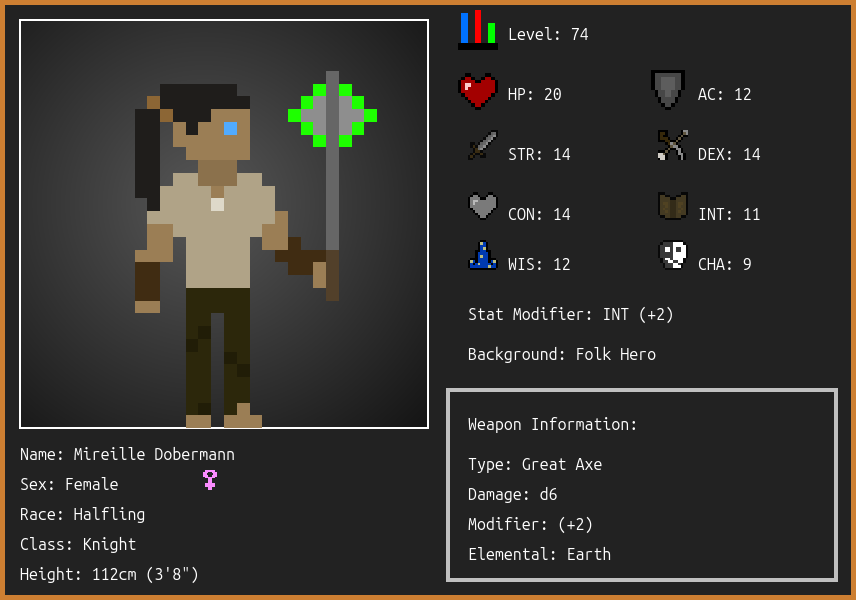 Level: 74
HP: 20
AC: 12
STR: 14
DEX: 14
CON: 14
INT: 11
WIS: 12
CHA: 9
Stat Modifier: INT (+2)
Background: Folk Hero
Weapon Information:
Type: Great Axe
Damage: d6
Modifier: (+2)
Elemental: Earth
Name: Mireille Dobermann
Sex: Female
Race: Halfling
Class: Knight
Height: 112cm (3'8")